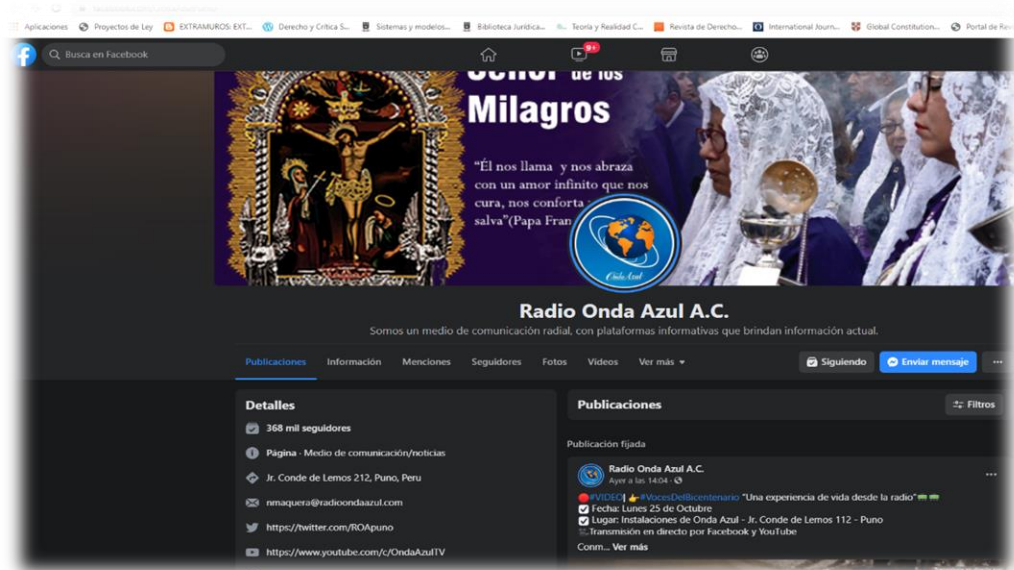 Aplicaciones
Proyectos de Ley
EXTRAMUROS: EXT...
Derecho y Crítica S...
Sistemas y modelos...
Biblioteca Jurídica...
Teoría y Realidad C...
Revista de Derecho...
International Journ...
Global Constitution...
Portal de
Busca en Facebook
9+
Señor de los
Milagros
“Él nos llama y nos abraza
con un amor infinito que nos
cura, nos conforta
salva”(Papa Fran
Onda Azul
Radio Onda Azul A.C.
Somos un medio de comunicación radial, con plataformas informativas que brindan información actual.
Publicaciones
Información
Menciones
Seguidores
Fotos
Videos
Ver más
Siguiendo
Enviar mensaje
Detalles
368 mil seguidores
Página · Medio de comunicación/noticias
Jr. Conde de Lemos 212, Puno, Peru
nmaquera@radioondaazul.com
https://twitter.com/ROApuno
https://www.youtube.com/c/OndaAzulTV
Publicaciones
Filtros
Publicación fijada
Radio Onda Azul A.C.
Ayer a las 14:04
#VIDEO| #VocesDelBicentenario "Una experiencia de vida desde la radio"
Fecha: Lunes 25 de Octubre
Lugar: Instalaciones de Onda Azul - Jr. Conde de Lemos 112 - Puno
Transmisión en directo por Facebook y YouTube
Conm... Ver más